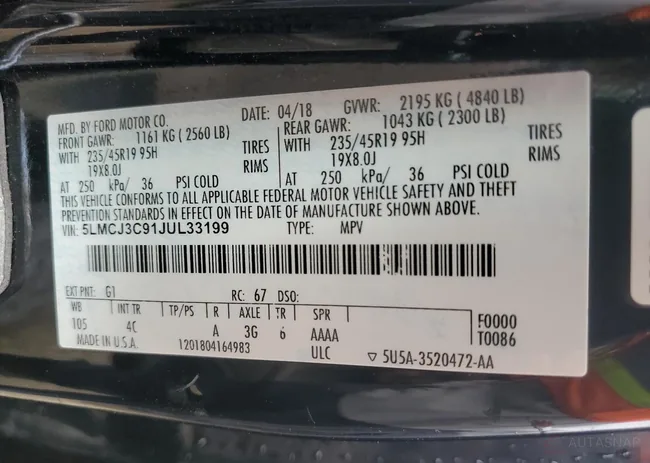 MFD. BY FORD MOTOR CO.
DATE: 04/18 GVWR: 2195 KG ( 4840 LB)
FRONT GAWR: 1161 KG ( 2560 LB)
REAR GAWR: 1043 KG ( 2300 LB)
WITH 235/45R19 95H TIRES
WITH 235/45R19 95H TIRES
19X8.0J RIMS
19X8.0J RIMS
AT 250 kPa/ 36 PSI COLD
AT 250 kPa/ 36 PSI COLD
THIS VEHICLE CONFORMS TO ALL APPLICABLE FEDERAL MOTOR VEHICLE SAFETY AND THEFT
PREVENTION STANDARDS IN EFFECT ON THE DATE OF MANUFACTURE SHOWN ABOVE.
VIN: 5LMCJ3C91JUL33199 TYPE: MPV
EXT PNT: G1 RC: 67 DSO:
WB INT TR TP/PS R AXLE TR SPR
105 4C A 3G 6 AAAA
F0000
T0086
MADE IN U.S.A. 1201804164983 ULC 5U5A-3520472-AA
AUTASNAP